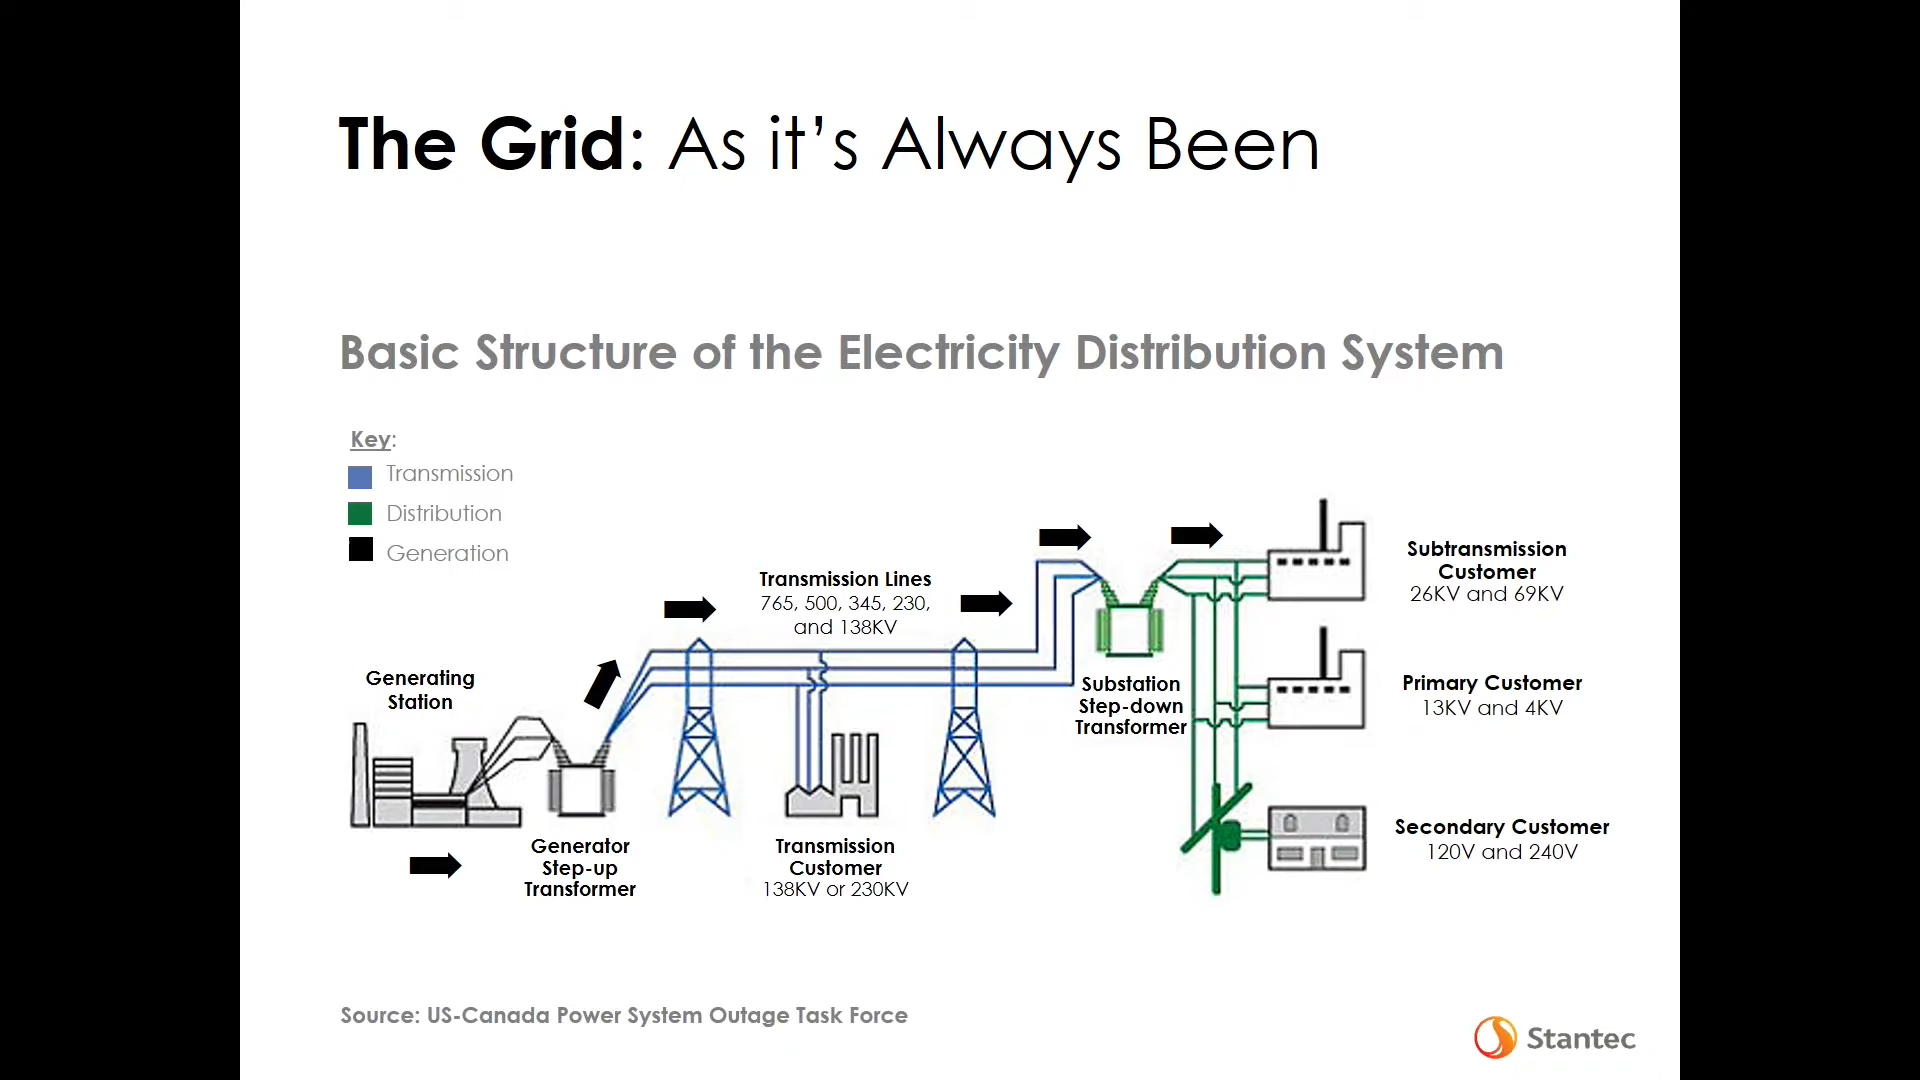 The Grid: As it’s Always Been
Basic Structure of the Electricity Distribution System
Key:
Transmission
Distribution
Generation
Generating
Station
Generator
Step-up
Transformer
Transmission Lines
765, 500, 345, 230,
and 138KV
Transmission
Customer
138KV or 230KV
Substation
Step-down
Transformer
Subtransmission
Customer
26KV and 69KV
Primary Customer
13KV and 4KV
Secondary Customer
120V and 240V
Source: US-Canada Power System Outage Task Force
Stantec